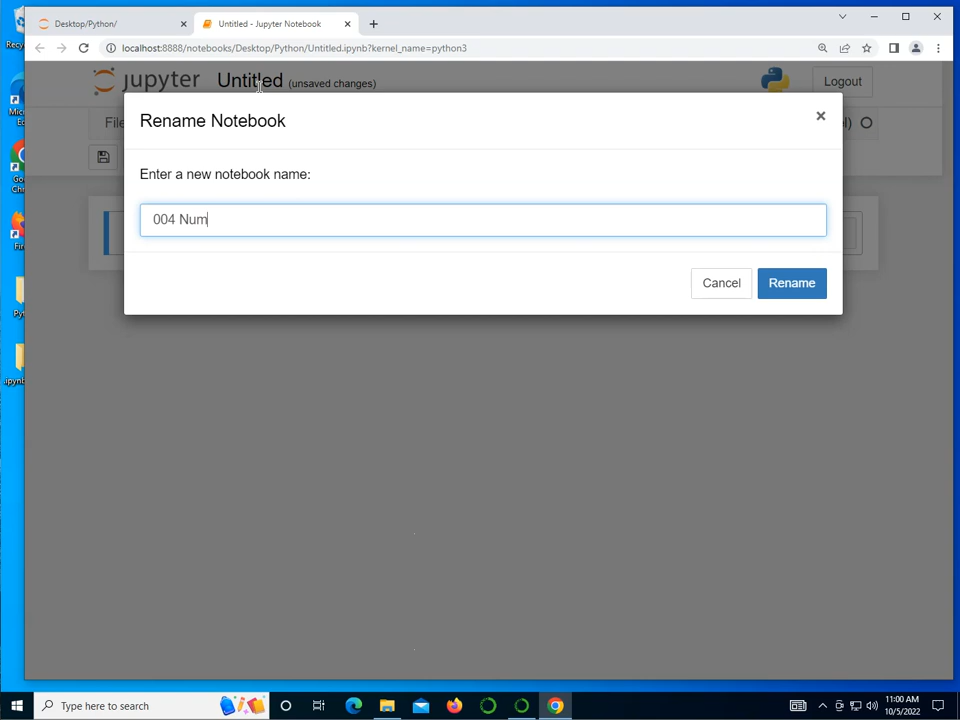 Desktop/Python/
Untitled - Jupyter Notebook
localhost:8888/notebooks/Desktop/Python/Untitled.ipynb?kernel_name=python3
jupyter
Untitled (unsaved changes)
Logout
File
Rename Notebook
Enter a new notebook name:
004 Num
Cancel
Rename
Type here to search
11:00 AM
10/5/2022